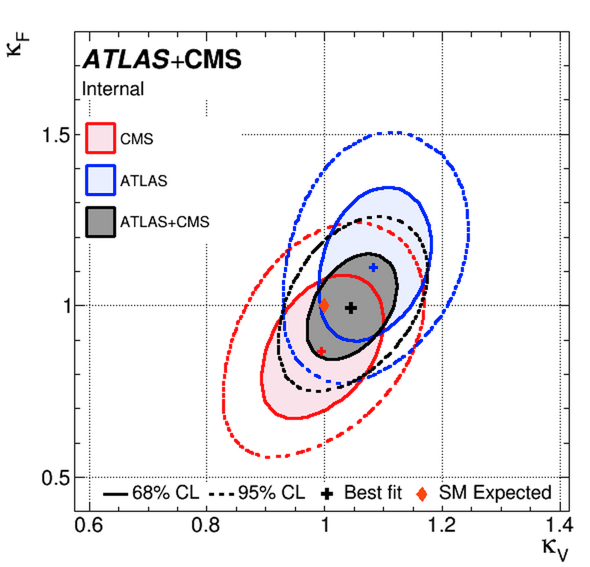 κF
ATLAS+CMS
Internal
CMS
ATLAS
ATLAS+CMS
1.5
1
0.5
68% CL 95% CL Best fit SM Expected
0.6 0.8 1 1.2 1.4
κV